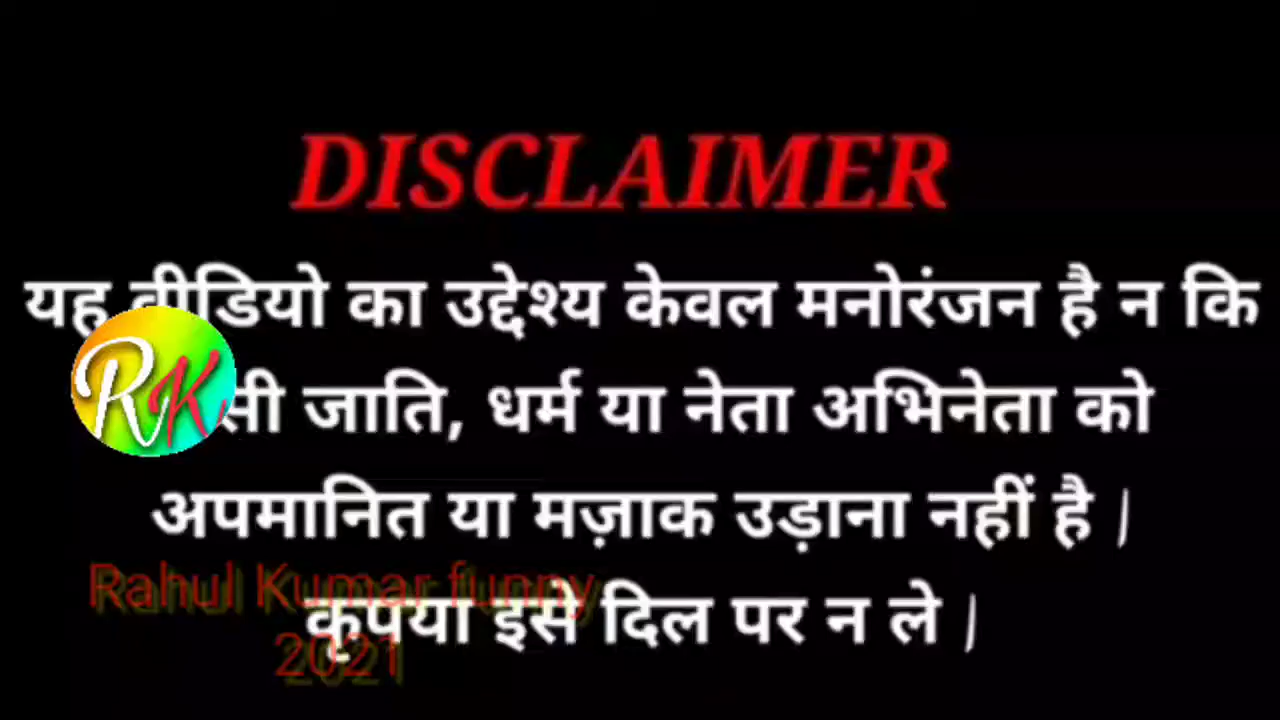 DISCLAIMER
यह वीडियो का उद्देश्य केवल मनोरंजन है न कि
RK
जाति, धर्म या नेता अभिनेता को
अपमानित या मज़ाक उड़ाना नहीं है |
Rahul Kumar funny
कृपया इसे दिल पर न ले |
2021